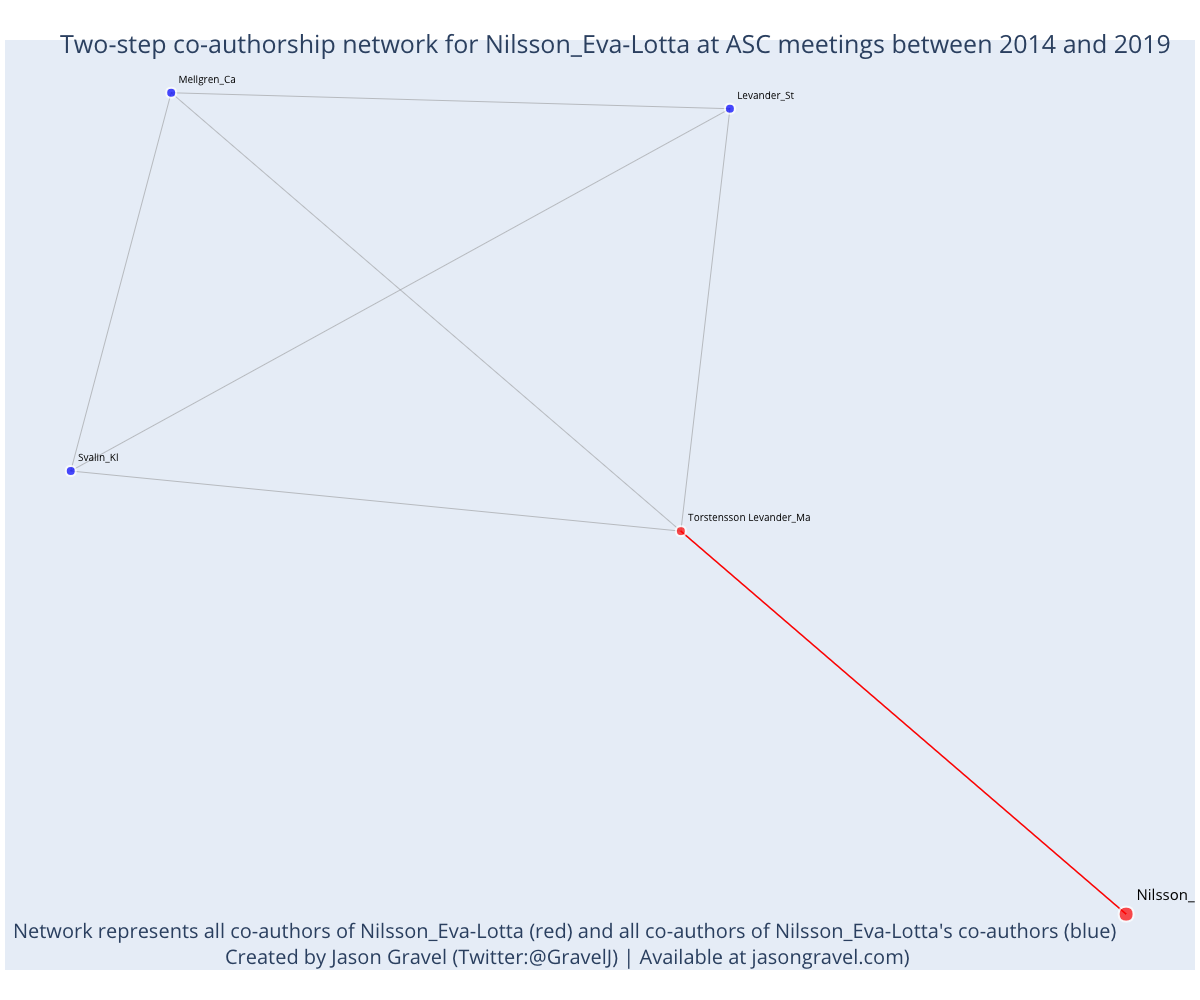 Two-step co-authorship network for Nilsson_Eva-Lotta at ASC meetings between 2014 and 2019
Mellgren_Ca
Levander_St
Svalin_Kl
Torstensson Levander_Ma
Nilsson_
Network represents all co-authors of Nilsson_Eva-Lotta (red) and all co-authors of Nilsson_Eva-Lotta's co-authors (blue)
Created by Jason Gravel (Twitter:@GravelJ) | Available at jasongravel.com)